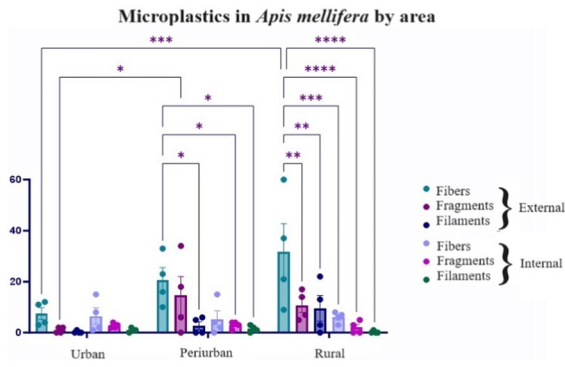 Microplastics in Apis mellifera by area
*** ****
* ****
* ***
* **
* **
60
40
20
0
Urban Periurban Rural
Fibers
Fragments
Filaments
External
Fibers
Fragments
Filaments
Internal